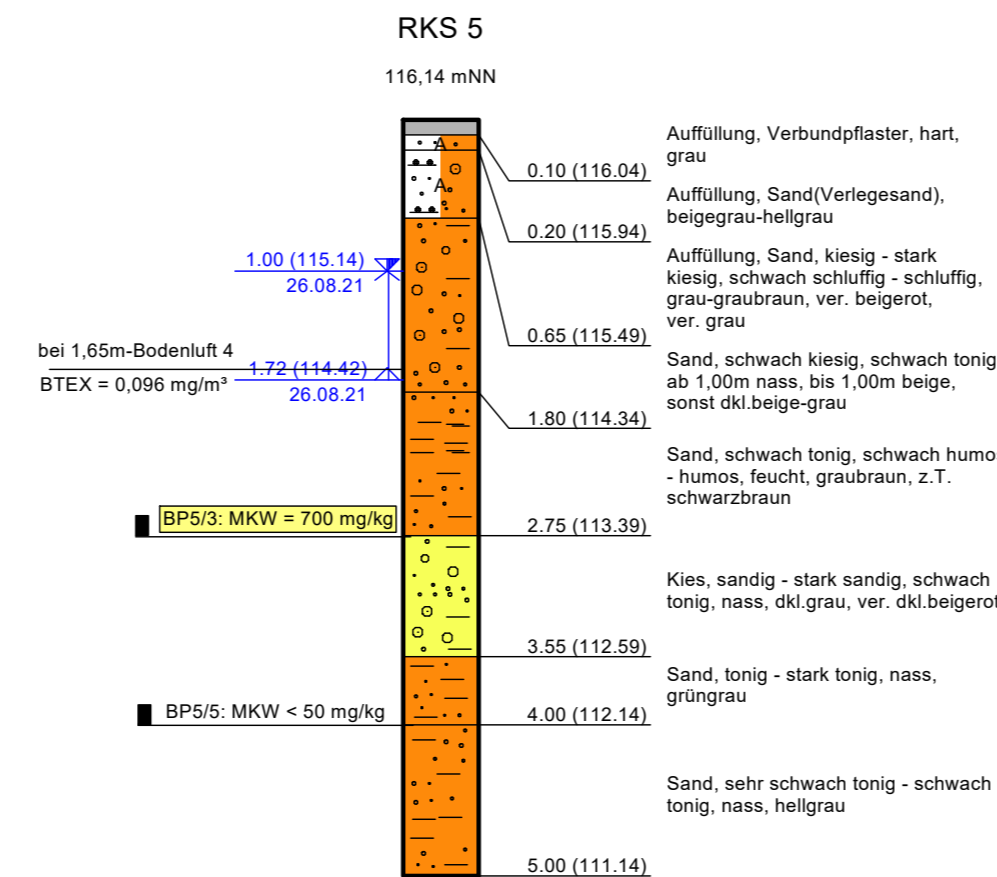 RKS 5
116,14 mNN
Auffüllung, Verbundpflaster, hart,
grau
0.10 (116.04)
Auffüllung, Sand(Verlegesand),
beigegrau-hellgrau
0.20 (115.94)
Auffüllung, Sand, kiesig - stark
kiesig, schwach schluffig - schluffig,
grau-graubraun, ver. beigerot,
ver. grau
0.65 (115.49)
A
A
1.00 (115.14)
26.08.21
bei 1,65m-Bodenluft 4
BTEX = 0,096 mg/m³
1.72 (114.42)
26.08.21
Sand, schwach kiesig, schwach tonig
ab 1,00m nass, bis 1,00m beige,
sonst dkl.beige-grau
1.80 (114.34)
Sand, schwach tonig, schwach humos
- humos, feucht, graubraun, z.T.
schwarzbraun
BP5/3: MKW = 700 mg/kg
2.75 (113.39)
Kies, sandig - stark sandig, schwach
tonig, nass, dkl.grau, ver. dkl.beigerot
3.55 (112.59)
Sand, tonig - stark tonig, nass,
grüngrau
BP5/5: MKW < 50 mg/kg
4.00 (112.14)
Sand, sehr schwach tonig - schwach
tonig, nass, hellgrau
5.00 (111.14)